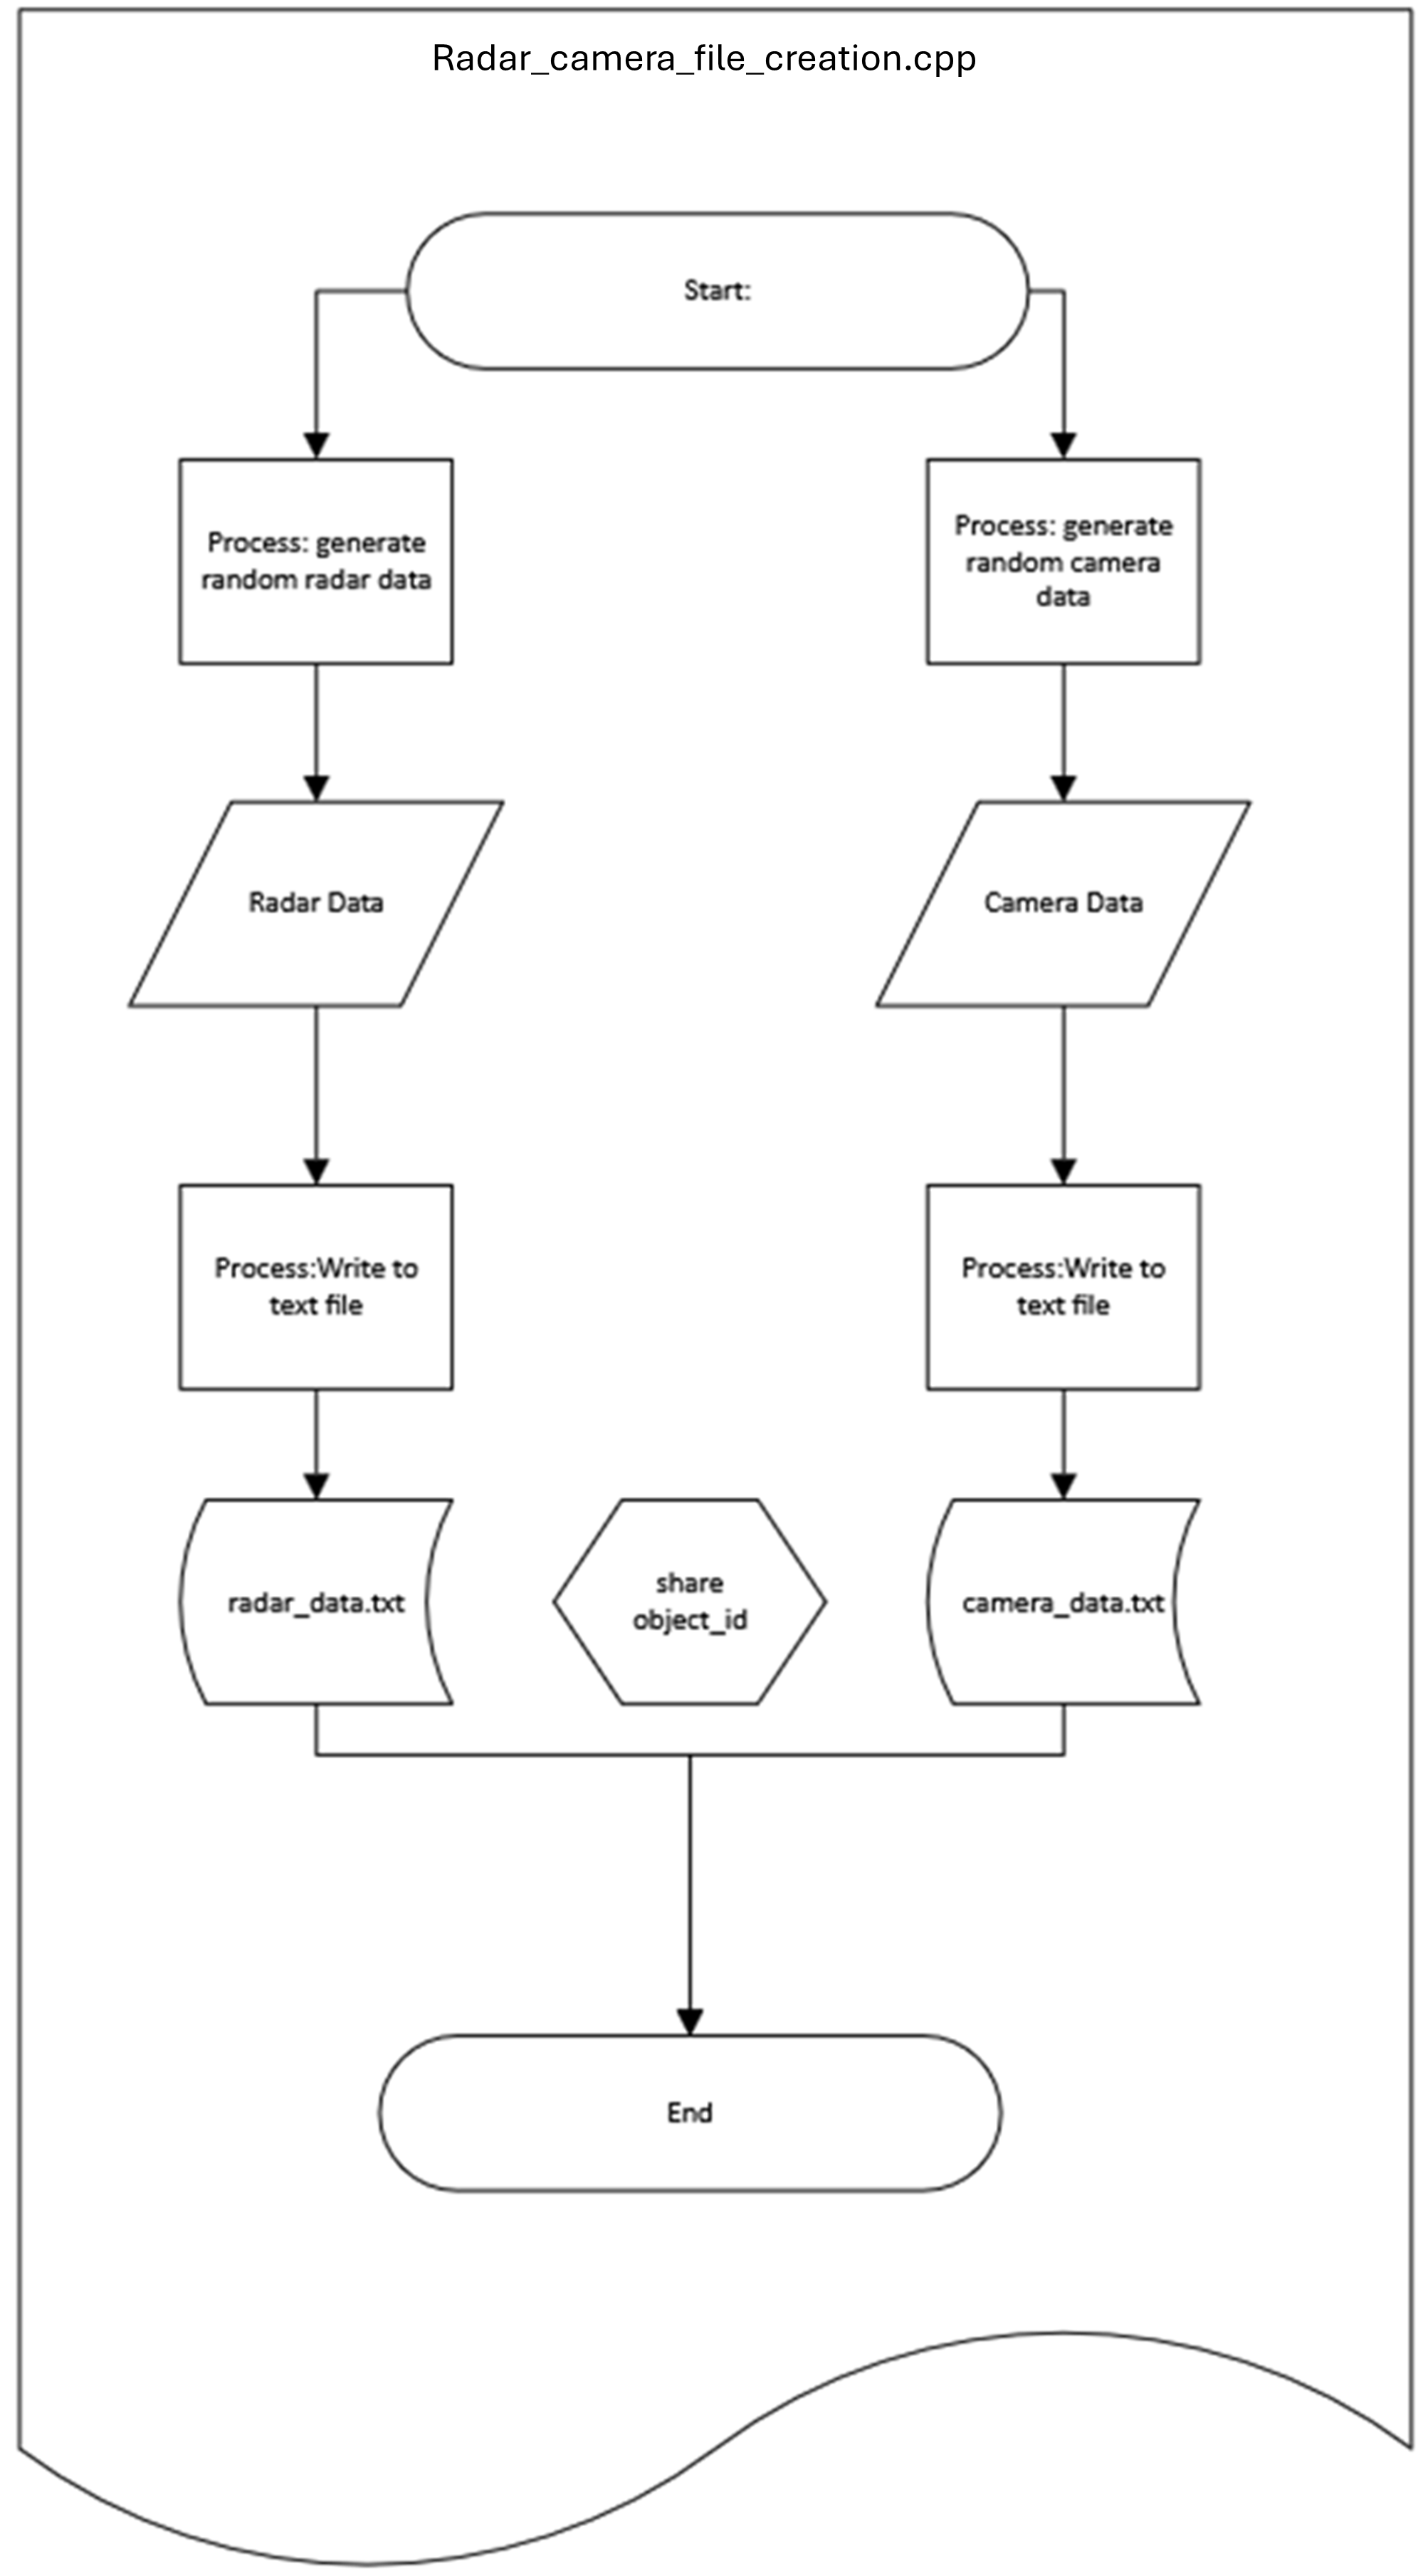 Radar_camera_file_creation.cpp
Start:
Process: generate
random radar data
Process: generate
random camera
data
Radar Data
Camera Data
Process:Write to
text file
Process:Write to
text file
radar_data.txt
share
object_id
camera_data.txt
End